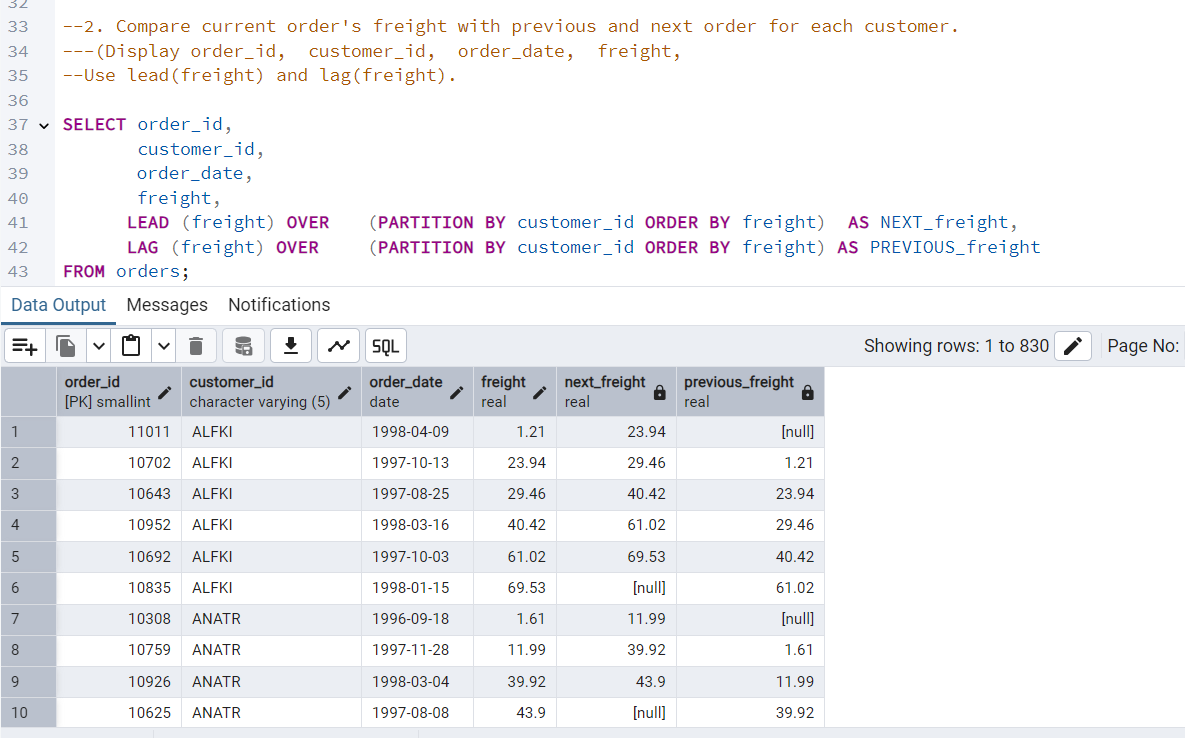 32
33 --2. Compare current order's freight with previous and next order for each customer.
34 ---(Display order_id,  customer_id,  order_date,  freight,
35 --Use lead(freight) and lag(freight).
36
37 SELECT order_id,
38 customer_id,
39 order_date,
40 freight,
41 LEAD (freight) OVER    (PARTITION BY customer_id ORDER BY freight)  AS NEXT_freight,
42 LAG (freight) OVER    (PARTITION BY customer_id ORDER BY freight) AS PREVIOUS_freight
43 FROM orders;
Data Output Messages Notifications
SQL Showing rows: 1 to 830 Page No:
order_id customer_id order_date freight next_freight previous_freight
[PK] smallint character varying (5) date real real real
1 11011 ALFKI 1998-04-09 1.21 23.94 [null]
2 10702 ALFKI 1997-10-13 23.94 29.46 1.21
3 10643 ALFKI 1997-08-25 29.46 40.42 23.94
4 10952 ALFKI 1998-03-16 40.42 61.02 29.46
5 10692 ALFKI 1997-10-03 61.02 69.53 40.42
6 10835 ALFKI 1998-01-15 69.53 [null] 61.02
7 10308 ANATR 1996-09-18 1.61 11.99 [null]
8 10759 ANATR 1997-11-28 11.99 39.92 1.61
9 10926 ANATR 1998-03-04 39.92 43.9 11.99
10 10625 ANATR 1997-08-08 43.9 [null] 39.92